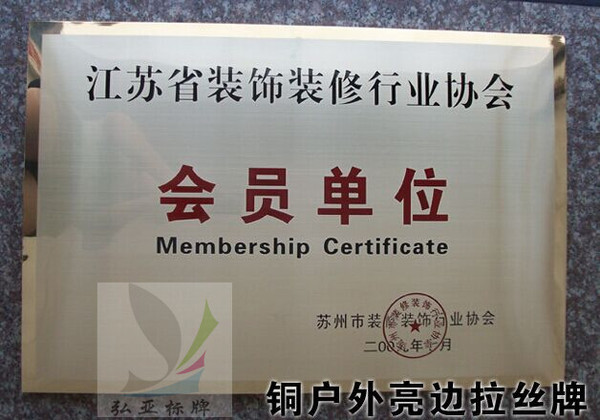 江苏省装饰装修行业协会
会员单位
Membership Certificate
苏州市装 装饰行业协会
二00九年 月
弘亚标牌
铜户外亮边拉丝牌